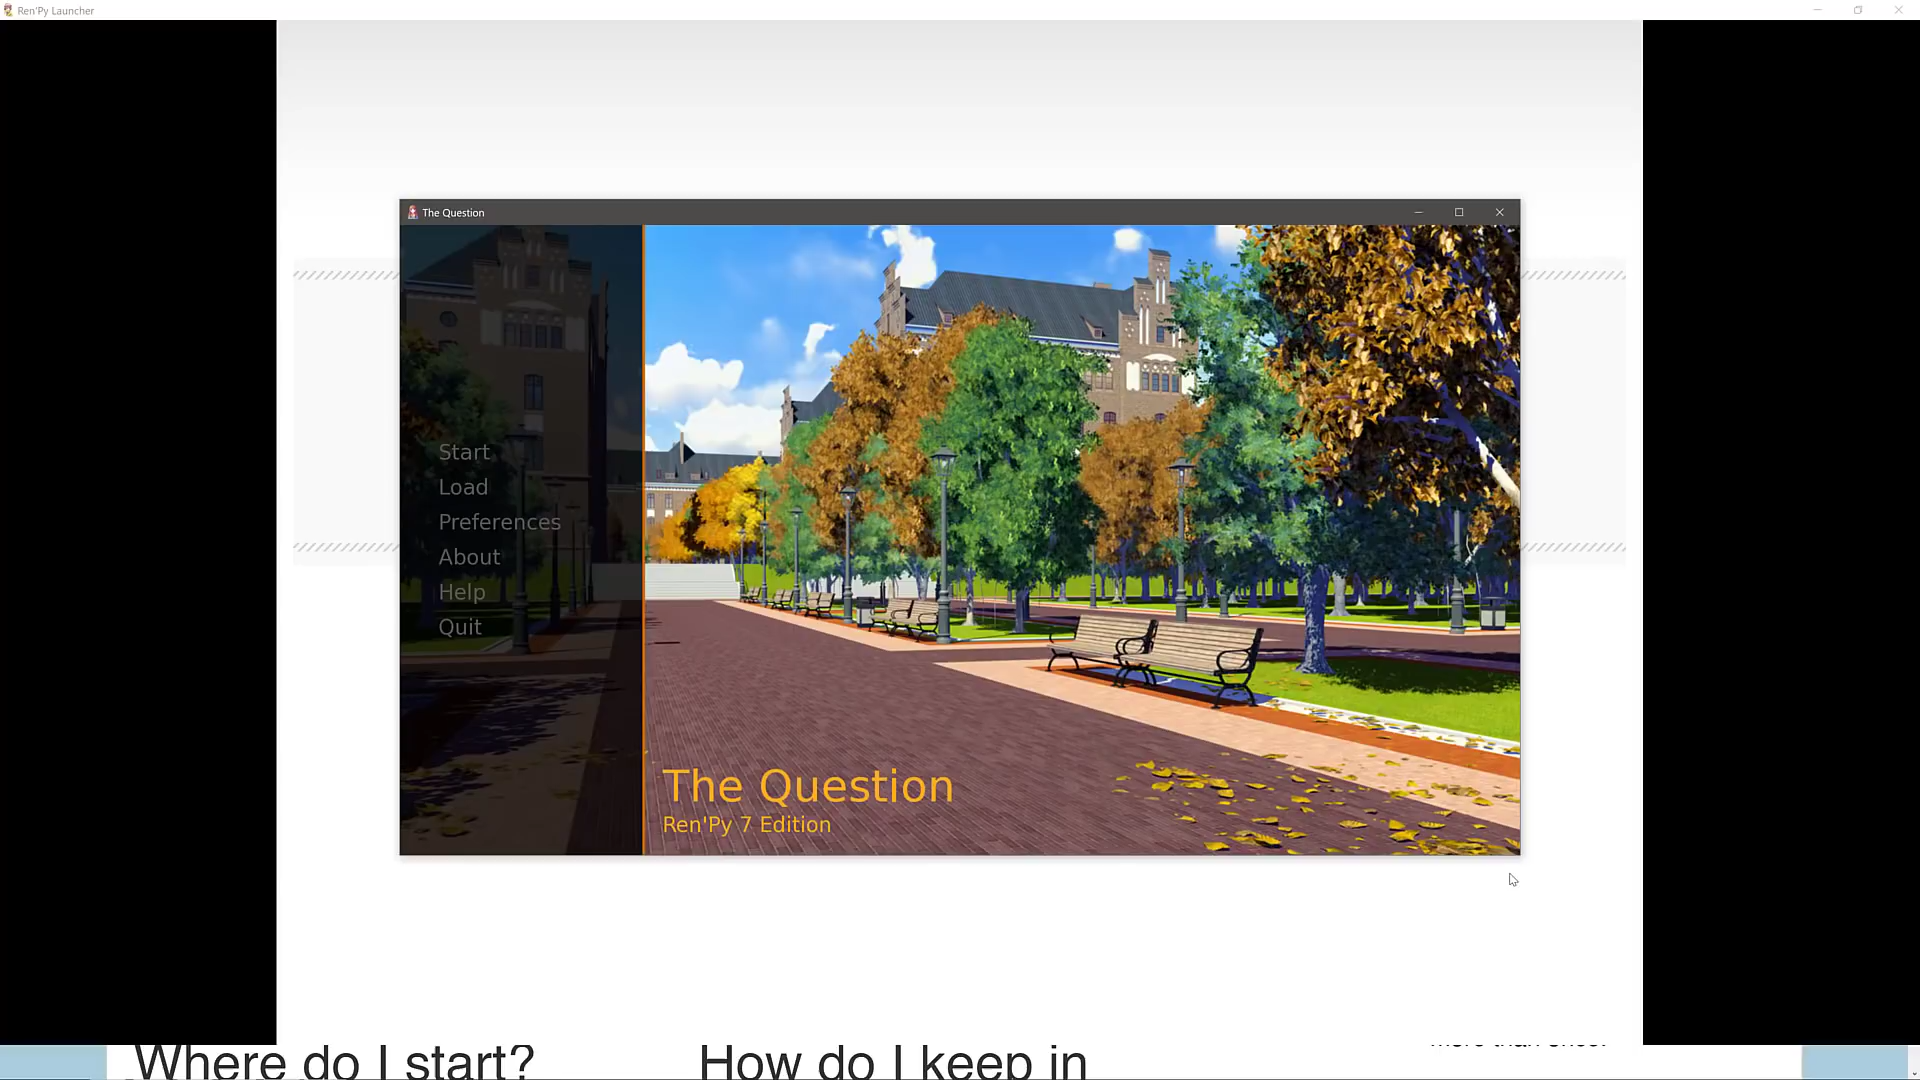 Ren'Py Launcher
The Question
Start
Load
Preferences
About
Help
Quit
The Question
Ren'Py 7 Edition
Where do I start?
How do I keep in